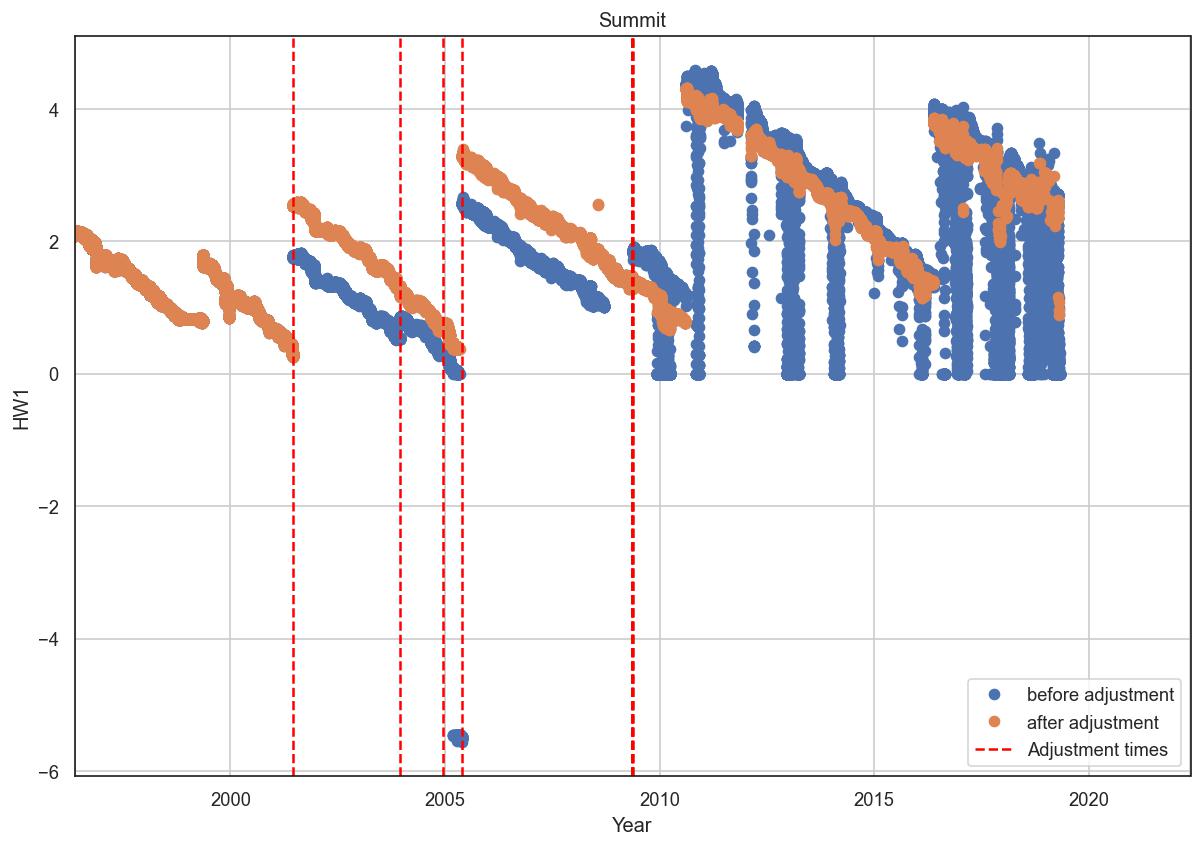 Summit
4
2
0
−2
−4
−6
HW1
2000
2005
2010
2015
2020
Year
before adjustment
after adjustment
Adjustment times